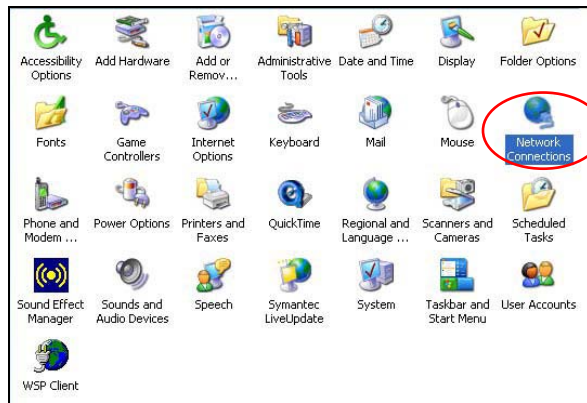 Accessibility Options
Add Hardware
Add or Remov...
Administrative Tools
Date and Time
Display
Folder Options
Fonts
Game Controllers
Internet Options
Keyboard
Mail
Mouse
Network Connections
Phone and Modem ...
Power Options
Printers and Faxes
QuickTime
Regional and Language ...
Scanners and Cameras
Scheduled Tasks
Sound Effect Manager
Sounds and Audio Devices
Speech
Symantec LiveUpdate
System
Taskbar and Start Menu
User Accounts
WSP Client